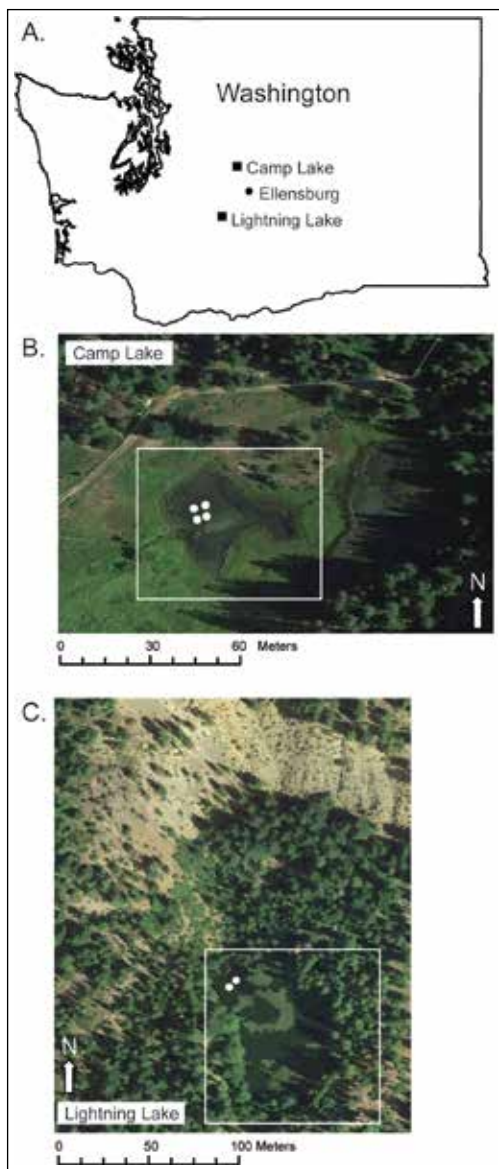 A.
Washington
Camp Lake
Ellensburg
Lightning Lake
B.
Camp Lake
N
0 30 60 Meters
C.
N
Lightning Lake
0 50 100 Meters